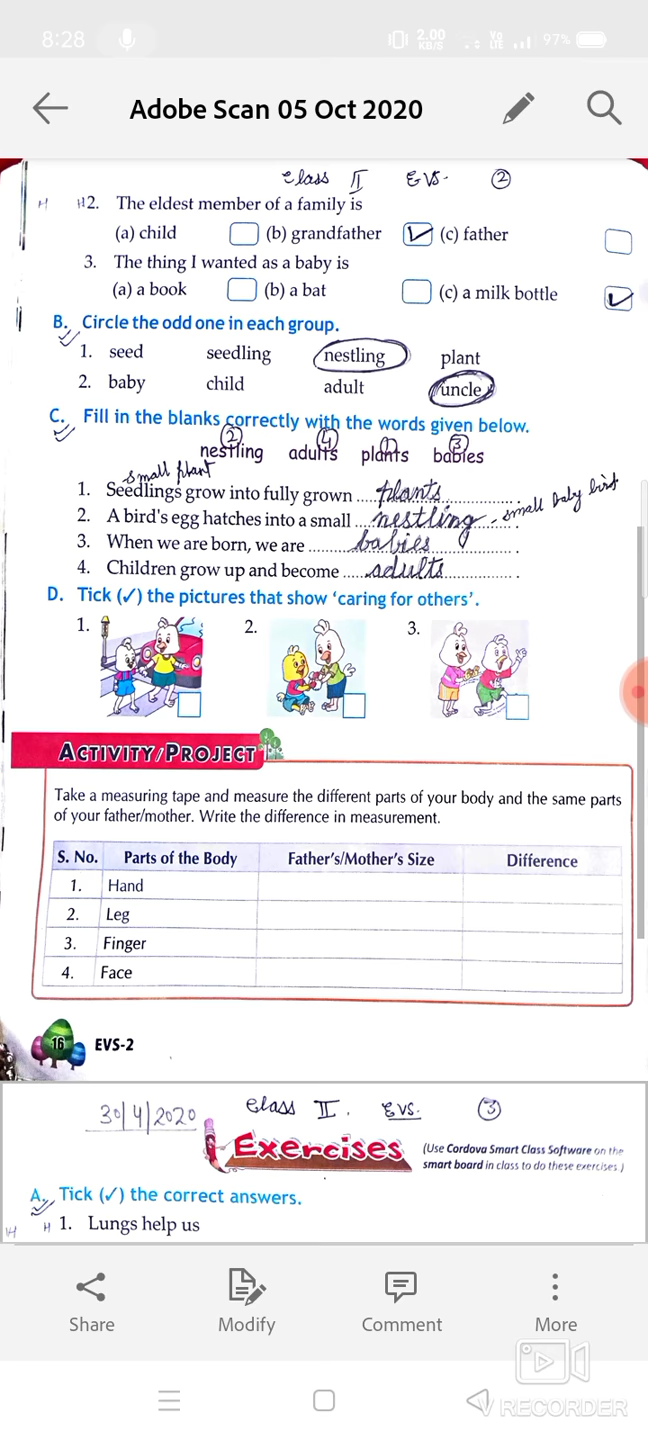 8:28 2.00 KB/S Vo LTE 97%
Adobe Scan 05 Oct 2020
Class II EVS- 2
H H2. The eldest member of a family is
(a) child (b) grandfather (c) father
3. The thing I wanted as a baby is
(a) a book (b) a bat (c) a milk bottle
B. Circle the odd one in each group.
1. seed seedling nestling plant
2. baby child adult uncle
C. Fill in the blanks correctly with the words given below.
2 4 1 3
nestling adults plants babies
small plant
1. Seedlings grow into fully grown ....plants................
2. A bird's egg hatches into a small ...nestling..... - small baby bird
3. When we are born, we are .........babies................ .
4. Children grow up and become .....adults.............. .
D. Tick (✓) the pictures that show ‘caring for others’.
1. 2. 3.
ACTIVITY/PROJECT
Take a measuring tape and measure the different parts of your body and the same parts
of your father/mother. Write the difference in measurement.
S. No. Parts of the Body Father's/Mother's Size Difference
1. Hand
2. Leg
3. Finger
4. Face
16 EVS-2
30/4/2020 Class II. EVS. 3
Exercises (Use Cordova Smart Class Software on the
smart board in class to do these exercises.)
A. Tick (✓) the correct answers.
H H 1. Lungs help us
Share Modify Comment More
RECORDER